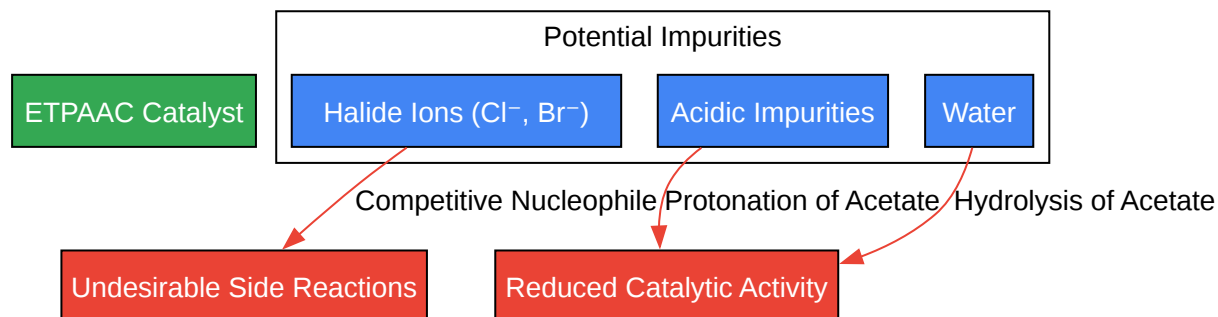 Potential Impurities
ETPAAC Catalyst
Halide Ions (Cl⁻, Br⁻)
Acidic Impurities
Water
Competitive Nucleophile
Protonation of Acetate
Hydrolysis of Acetate
Undesirable Side Reactions
Reduced Catalytic Activity